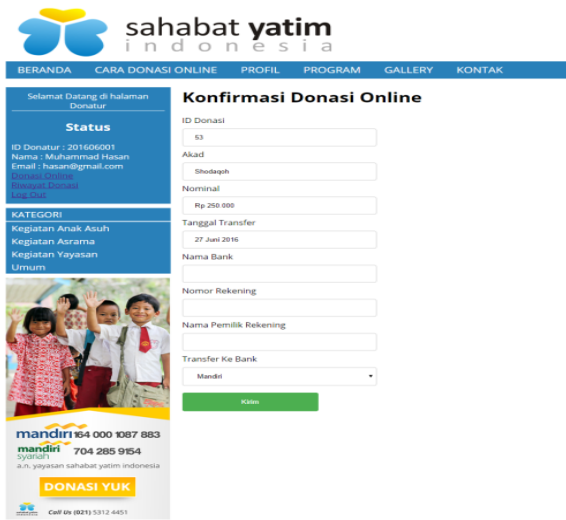 sahabat yatim
indonesia
BERANDA CARA DONASI ONLINE PROFIL PROGRAM GALLERY KONTAK
Selamat Datang di halaman
Donatur
Status
ID Donatur : 201606001
Nama : Muhammad Hasan
Email : hasan@gmail.com
Donasi Online
Riwayat Donasi
Log Out
KATEGORI
Kegiatan Anak Asuh
Kegiatan Asrama
Kegiatan Yayasan
Umum
mandiri 164 000 1087 883
mandiri syariah 704 285 9154
a.n. yayasan sahabat yatim indonesia
DONASI YUK
Call Us (021) 5312 4451
Konfirmasi Donasi Online
ID Donasi
53
Akad
Shodaqoh
Nominal
Rp 250.000
Tanggal Transfer
27 Juni 2016
Nama Bank
Nomor Rekening
Nama Pemilik Rekening
Transfer Ke Bank
Mandiri
Kirim